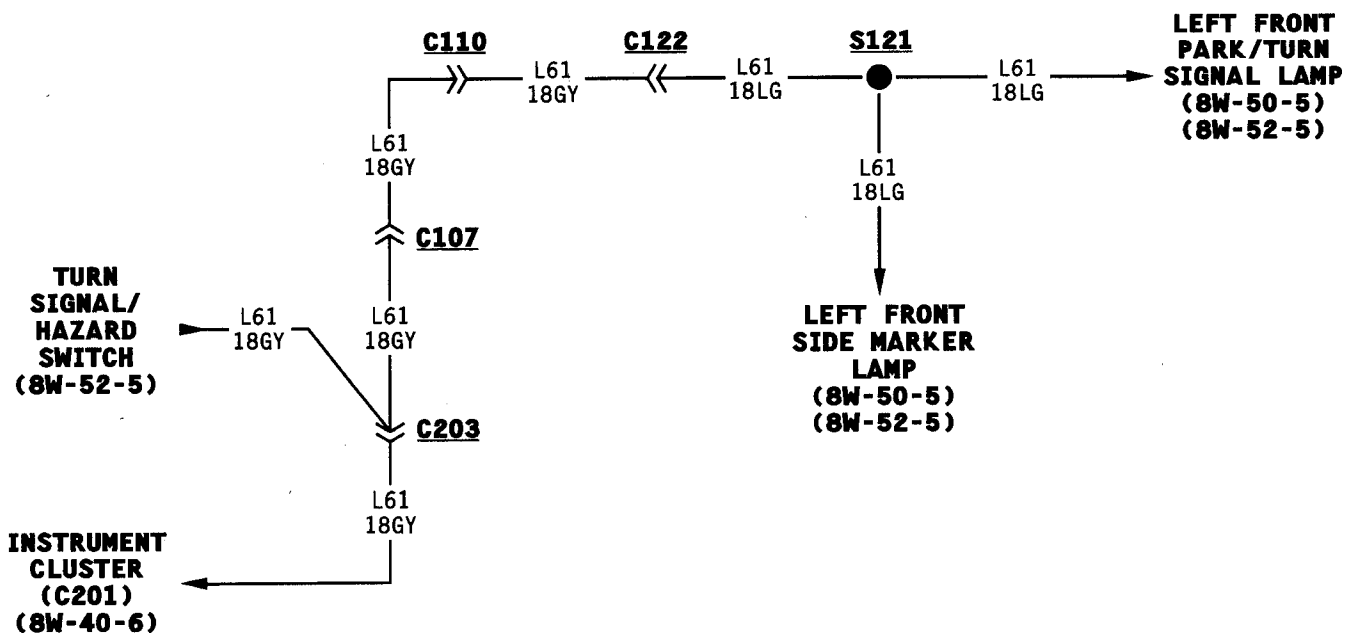 C110
C122
S121
LEFT FRONT
PARK/TURN
SIGNAL LAMP
(8W-50-5)
(8W-52-5)
L61
18GY
L61
18LG
L61
18LG
L61
18GY
L61
18LG
C107
TURN
SIGNAL/
HAZARD
SWITCH
(8W-52-5)
L61
18GY
L61
18GY
LEFT FRONT
SIDE MARKER
LAMP
(8W-50-5)
(8W-52-5)
C203
L61
18GY
INSTRUMENT
CLUSTER
(C201)
(8W-40-6)